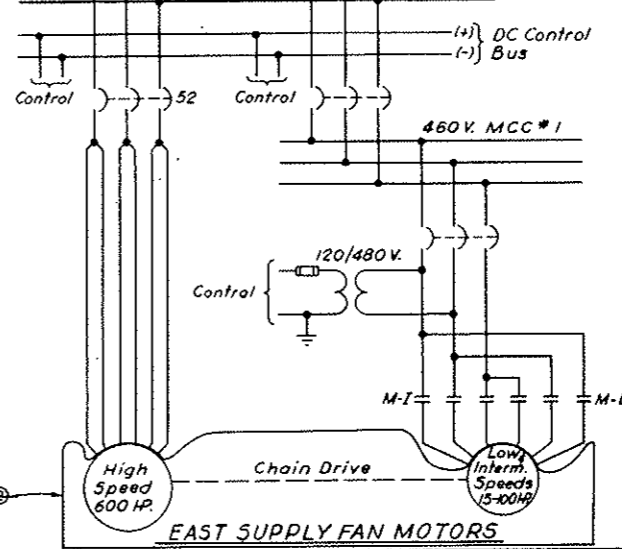 (+) DC Control
(-) Bus
Control
52
Control
460 V. MCC #1
120/480 V.
Control
M-I
High
Speed
600 HP.
Chain Drive
Low &
Interm.
Speeds
15-100 HP.
EAST SUPPLY FAN MOTORS